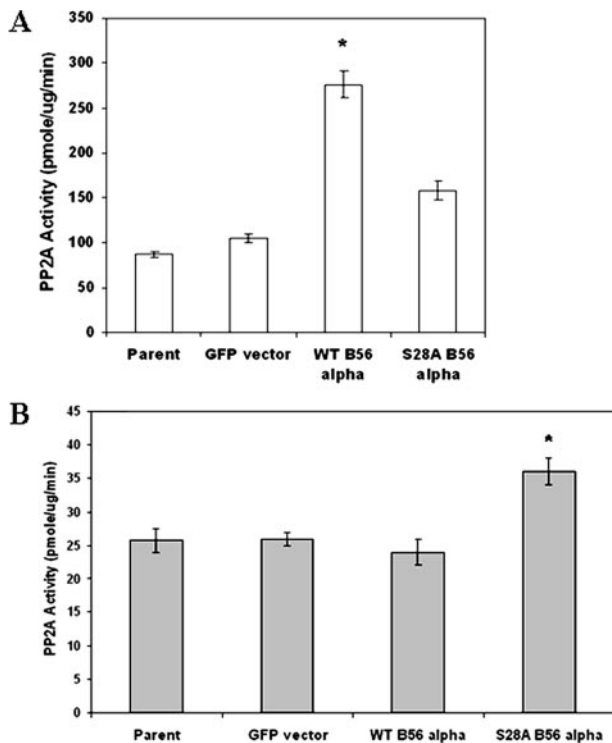 A
PP2A Activity (pmole/ug/min)
350
300
250
200
150
100
50
0
*
Parent
GFP vector
WT B56
alpha
S28A B56
alpha
B
PP2A Activity (pmole/ug/min)
45
40
35
30
25
20
15
10
5
0
*
Parent
GFP vector
WT B56 alpha
S28A B56 alpha